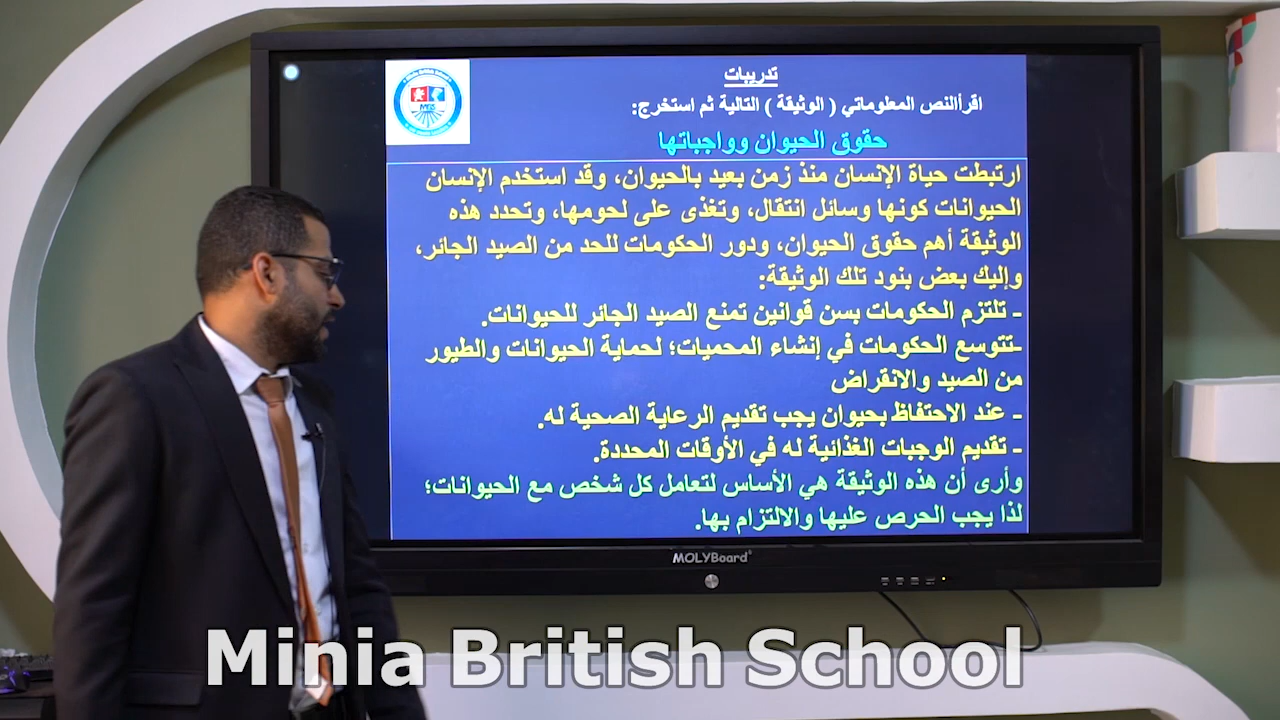 تدريبات
اقرأالنص المعلوماتي ( الوثيقة ) التالية ثم استخرج:
حقوق الحيوان وواجباتها
ارتبطت حياة الإنسان منذ زمن بعيد بالحيوان، وقد استخدم الإنسان
الحيوانات كونها وسائل انتقال، وتغذى على لحومها، وتحدد هذه
الوثيقة أهم حقوق الحيوان، ودور الحكومات للحد من الصيد الجائر،
وإليك بعض بنود تلك الوثيقة:
ـ تلتزم الحكومات بسن قوانين تمنع الصيد الجائر للحيوانات.
ـتتوسع الحكومات في إنشاء المحميات؛ لحماية الحيوانات والطيور
من الصيد والانقراض
ـ عند الاحتفاظ بحيوان يجب تقديم الرعاية الصحية له.
ـ تقديم الوجبات الغذائية له في الأوقات المحددة.
وأرى أن هذه الوثيقة هي الأساس لتعامل كل شخص مع الحيوانات؛
لذا يجب الحرص عليها والالتزام بها.
MOLYBoard
Minia British School